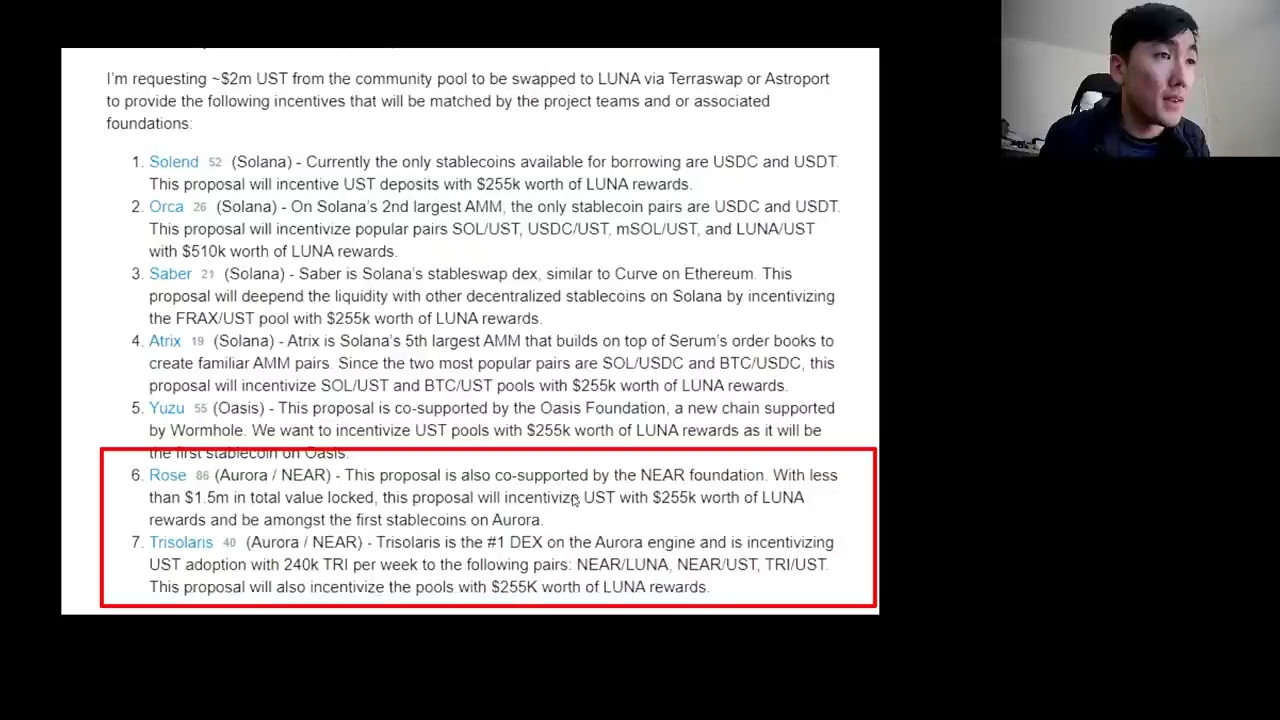 I'm requesting ~$2m UST from the community pool to be swapped to LUNA via Terraswap or Astroport
to provide the following incentives that will be matched by the project teams and or associated
foundations:
1. Solend 52 (Solana) - Currently the only stablecoins available for borrowing are USDC and USDT.
This proposal will incentive UST deposits with $255k worth of LUNA rewards.
2. Orca 26 (Solana) - On Solana's 2nd largest AMM, the only stablecoin pairs are USDC and USDT.
This proposal will incentivize popular pairs SOL/UST, USDC/UST, mSOL/UST, and LUNA/UST
with $510k worth of LUNA rewards.
3. Saber 21 (Solana) - Saber is Solana's stableswap dex, similar to Curve on Ethereum. This
proposal will deepend the liquidity with other decentralized stablecoins on Solana by incentivizing
the FRAX/UST pool with $255k worth of LUNA rewards.
4. Atrix 19 (Solana) - Atrix is Solana's 5th largest AMM that builds on top of Serum's order books to
create familiar AMM pairs. Since the two most popular pairs are SOL/USDC and BTC/USDC, this
proposal will incentivize SOL/UST and BTC/UST pools with $255k worth of LUNA rewards.
5. Yuzu 55 (Oasis) - This proposal is co-supported by the Oasis Foundation, a new chain supported
by Wormhole. We want to incentivize UST pools with $255k worth of LUNA rewards as it will be
the first stablecoin on Oasis.
6. Rose 86 (Aurora / NEAR) - This proposal is also co-supported by the NEAR foundation. With less
than $1.5m in total value locked, this proposal will incentivize UST with $255k worth of LUNA
rewards and be amongst the first stablecoins on Aurora.
7. Trisolaris 40 (Aurora / NEAR) - Trisolaris is the #1 DEX on the Aurora engine and is incentivizing
UST adoption with 240k TRI per week to the following pairs: NEAR/LUNA, NEAR/UST, TRI/UST.
This proposal will also incentivize the pools with $255K worth of LUNA rewards.